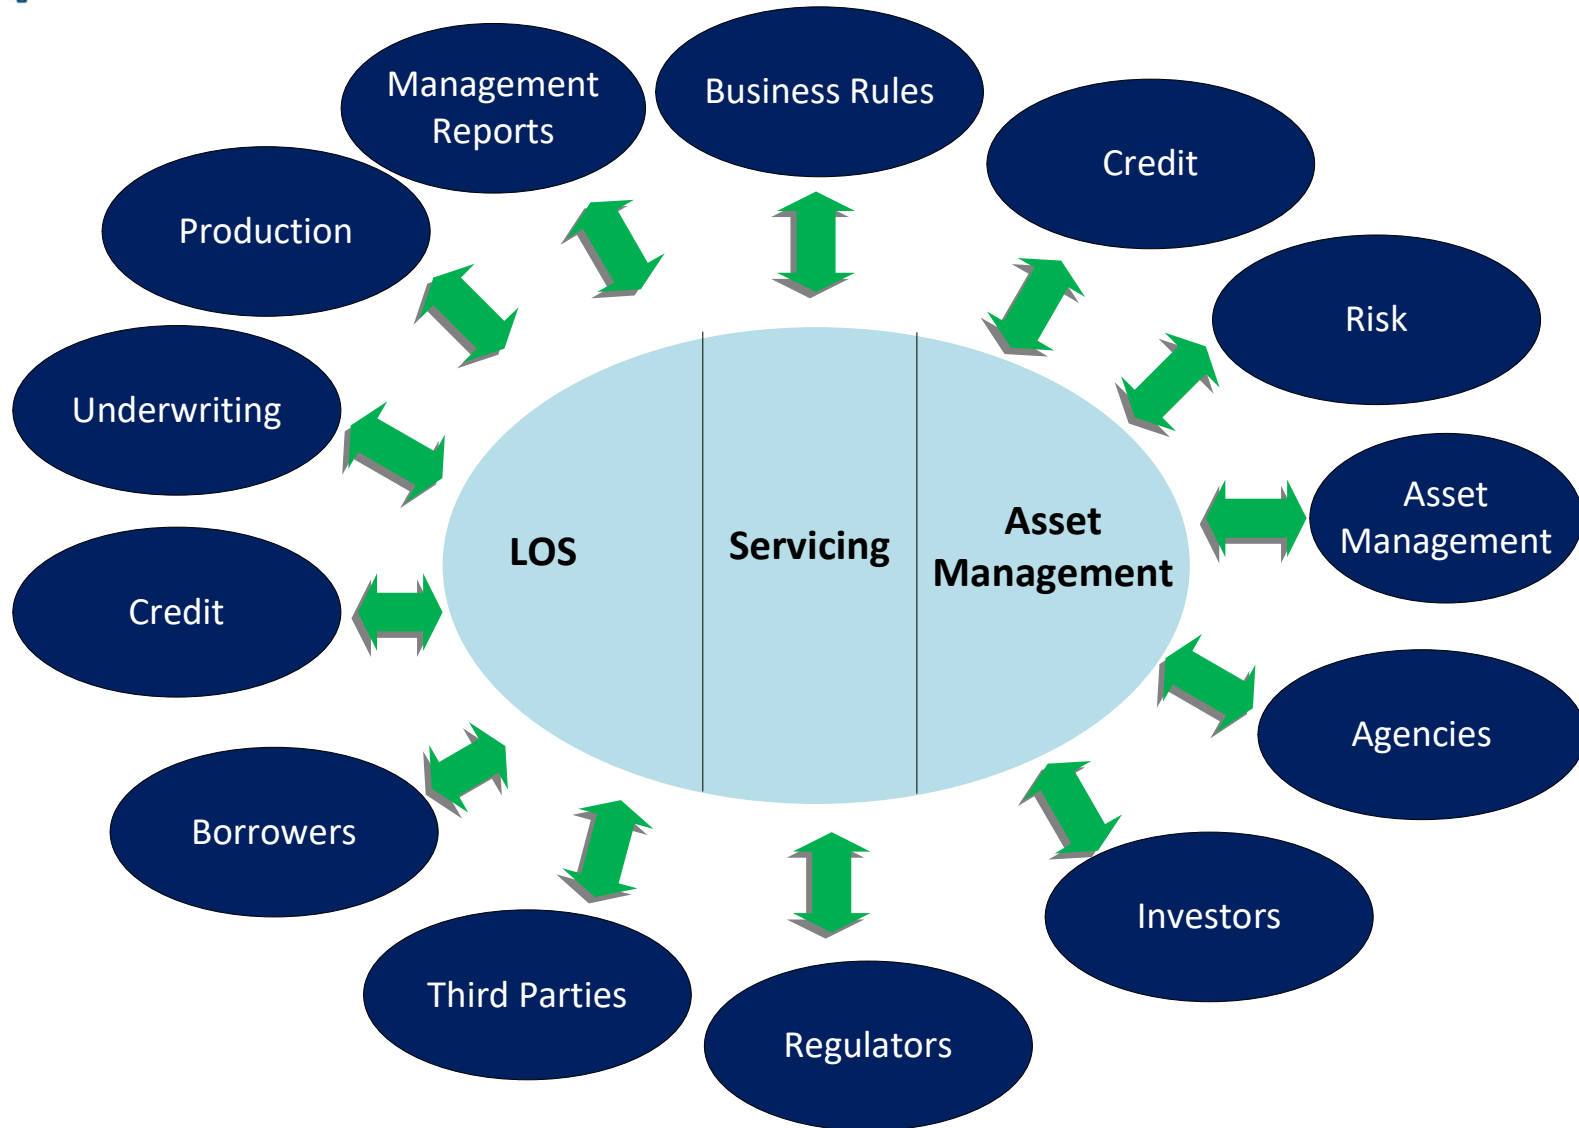 Management
Reports
Business Rules
Credit
Production
Risk
Underwriting
Asset
Management
LOS
Servicing
Asset
Management
Credit
Agencies
Borrowers
Investors
Third Parties
Regulators